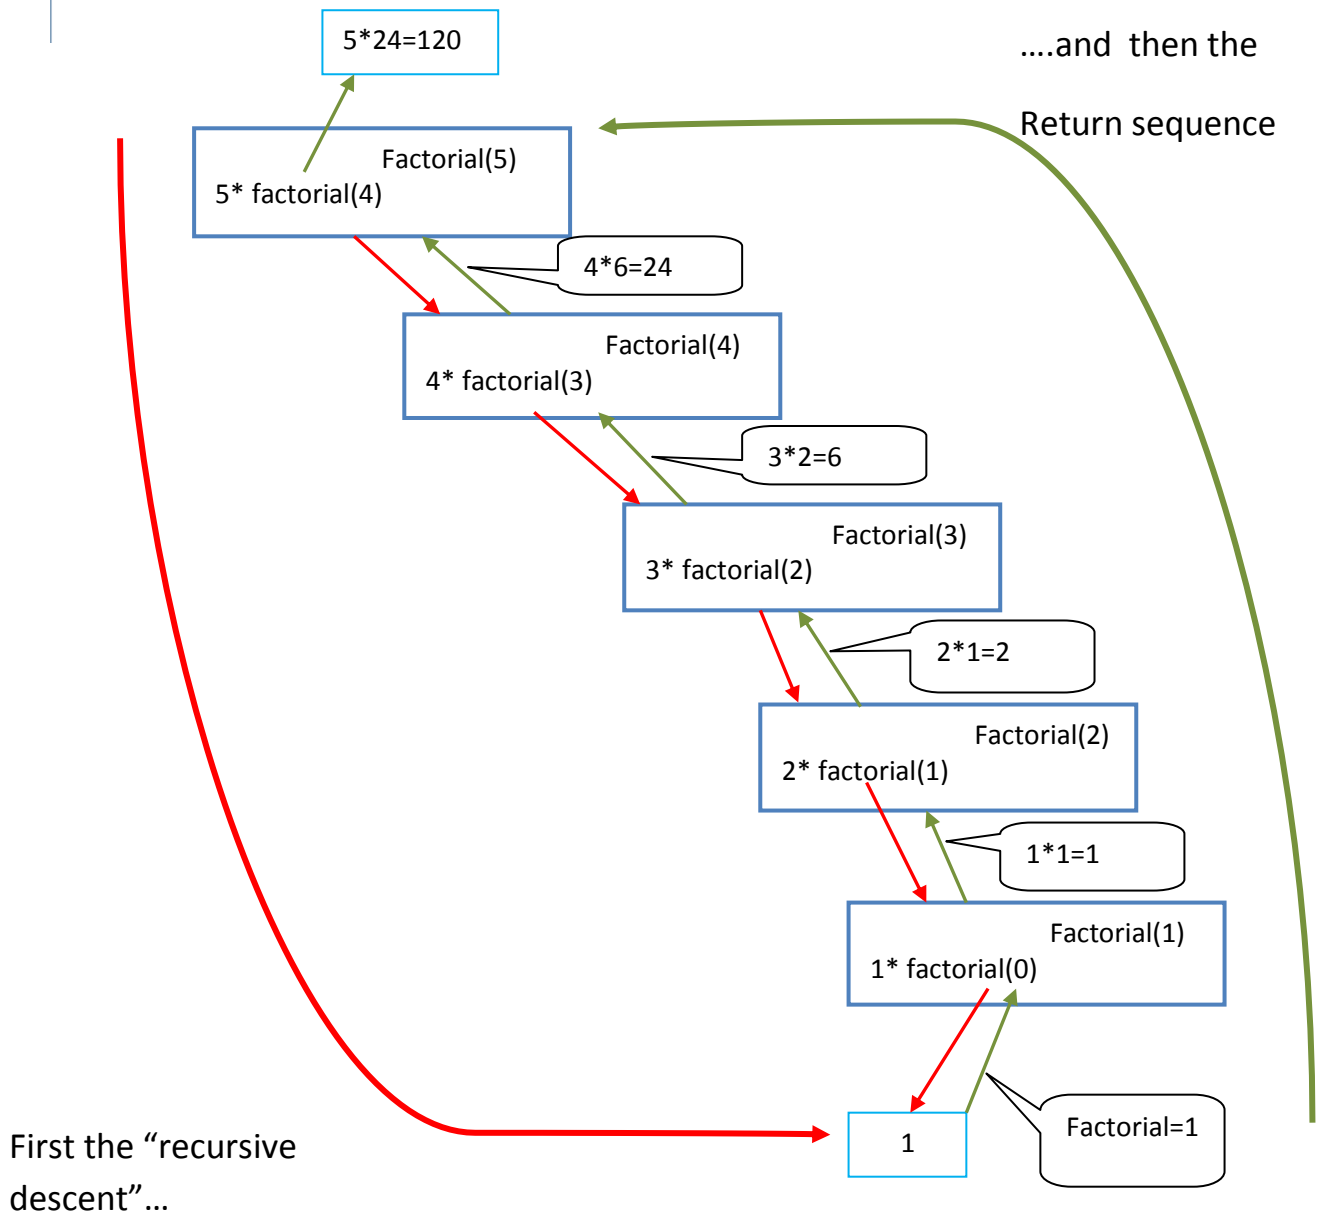 5*24=120
….and then the
Return sequence
Factorial(5)
5* factorial(4)
4*6=24
Factorial(4)
4* factorial(3)
3*2=6
Factorial(3)
3* factorial(2)
2*1=2
Factorial(2)
2* factorial(1)
1*1=1
Factorial(1)
1* factorial(0)
Factorial=1
1
First the “recursive
descent”…